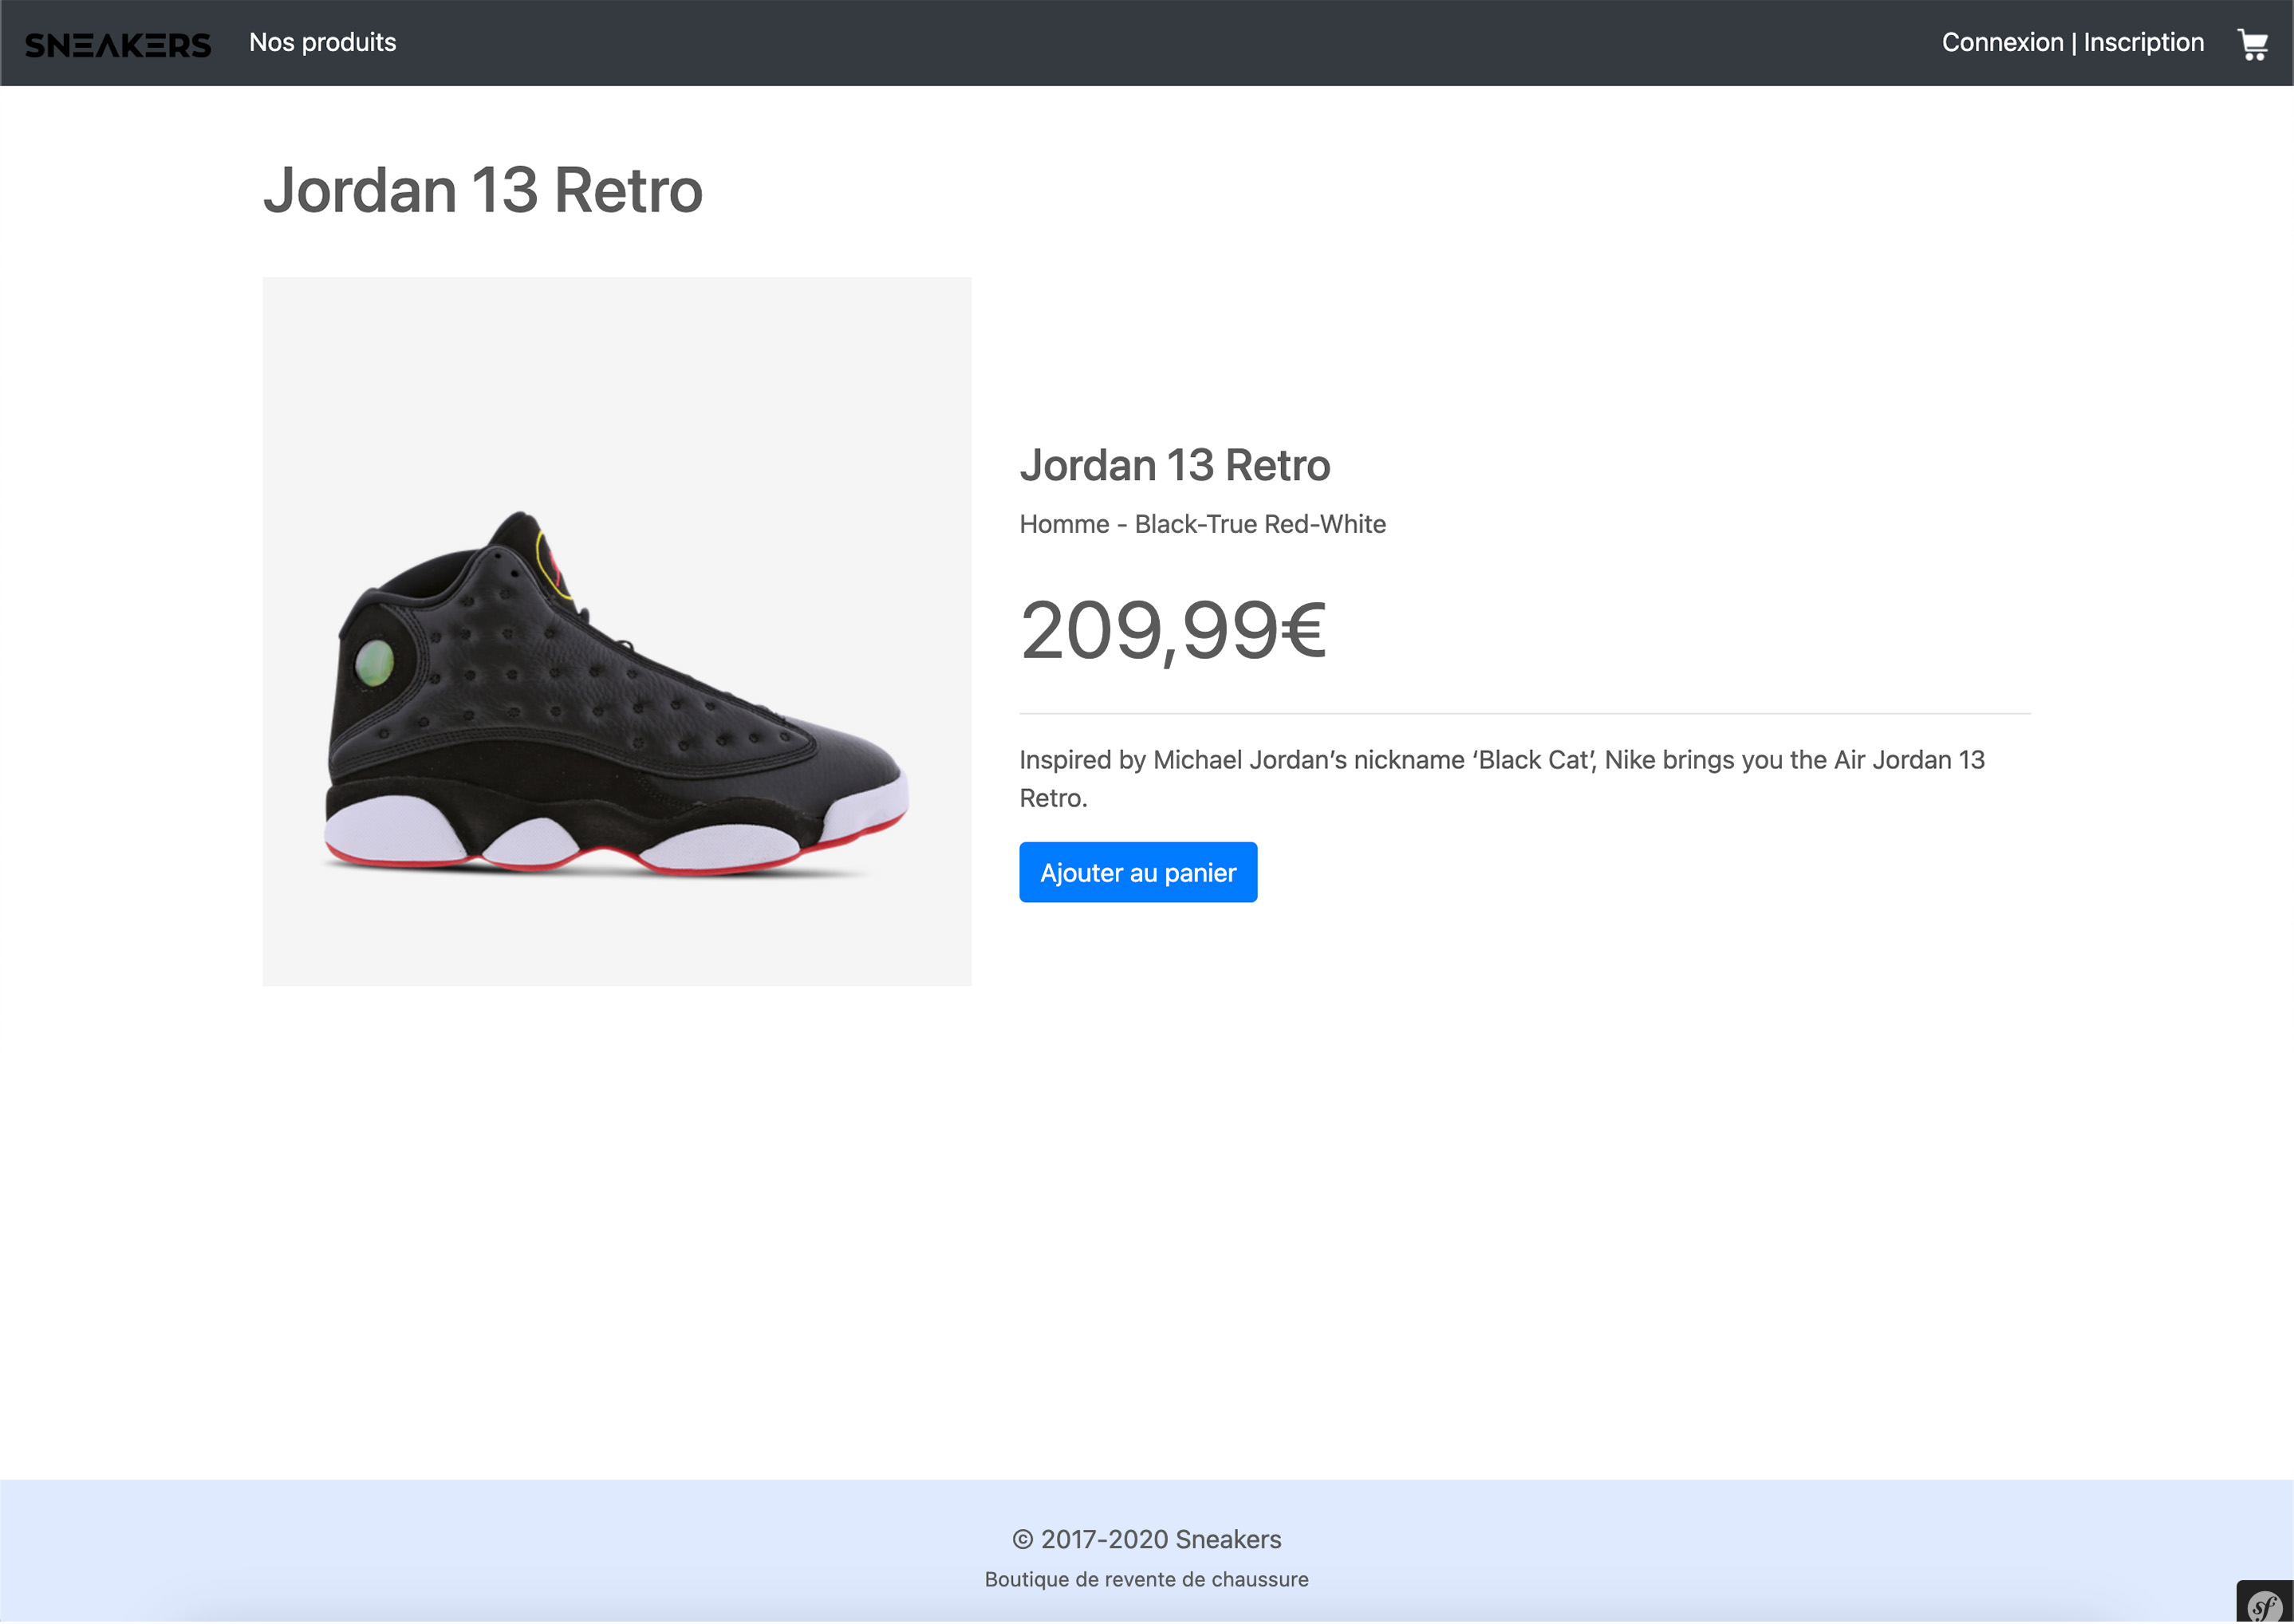 SNEAKERS Nos produits Connexion | Inscription
Jordan 13 Retro
Jordan 13 Retro
Homme - Black-True Red-White
209,99€
Inspired by Michael Jordan’s nickname ‘Black Cat’, Nike brings you the Air Jordan 13
Retro.
Ajouter au panier
© 2017-2020 Sneakers
Boutique de revente de chaussure
sf